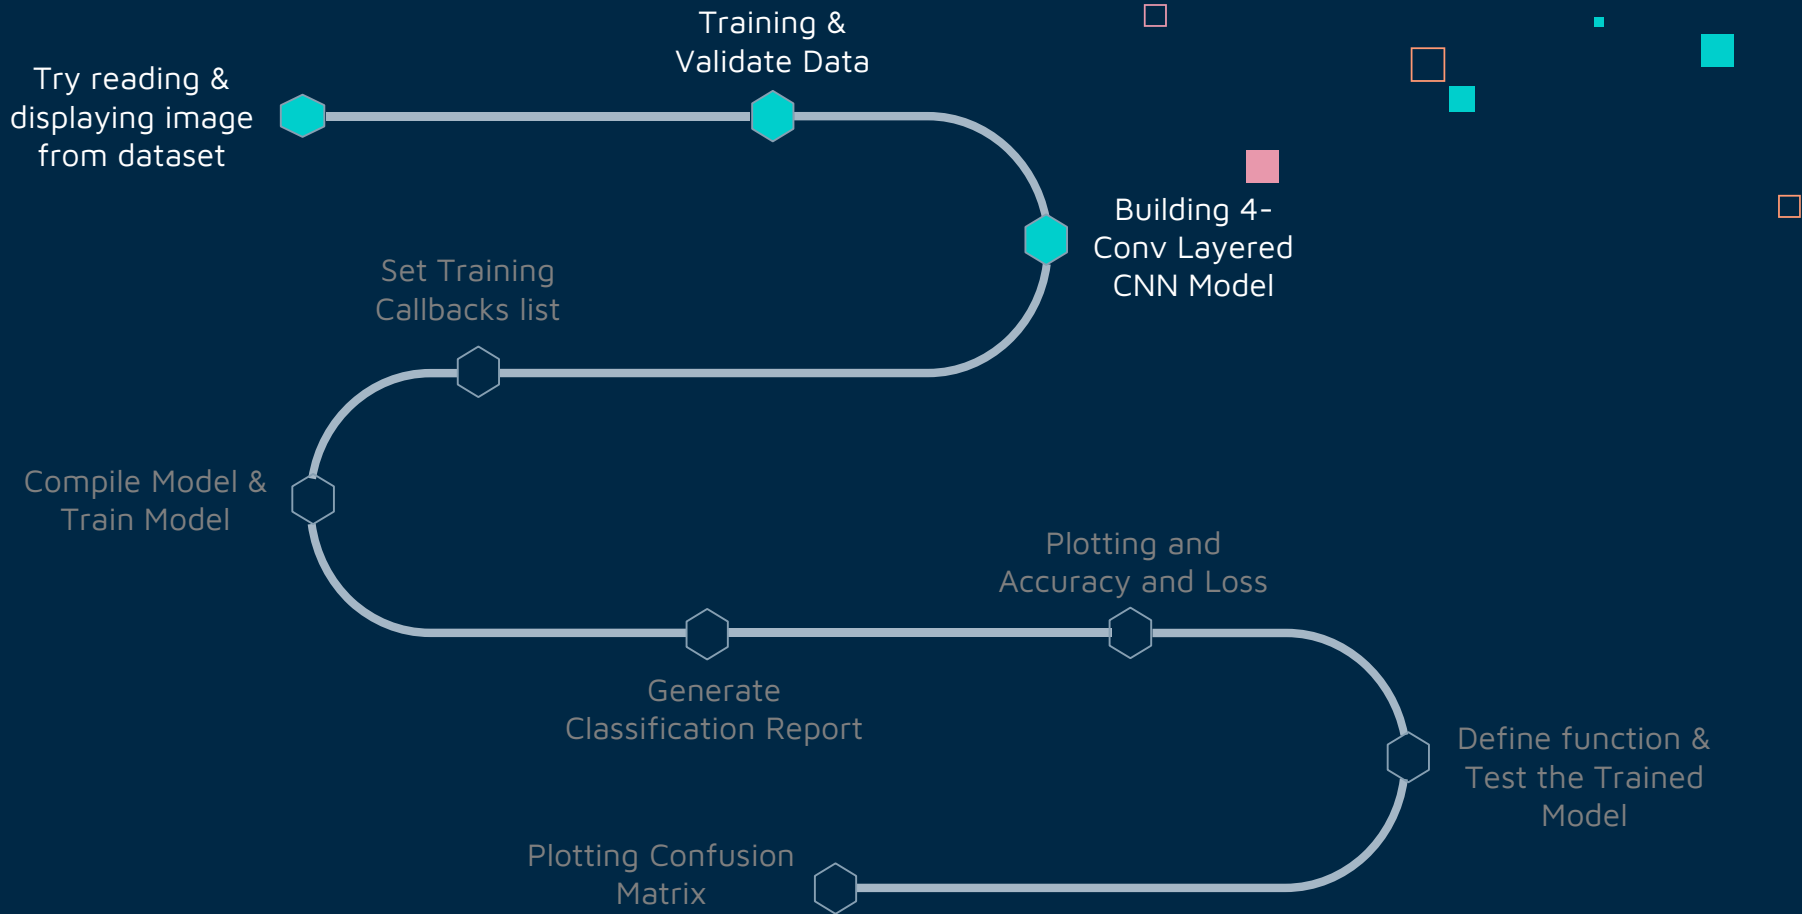 Try reading &
displaying image
from dataset
Training &
Validate Data
Building 4-
Conv Layered
CNN Model
Set Training
Callbacks list
Compile Model &
Train Model
Generate
Classification Report
Plotting and
Accuracy and Loss
Define function &
Test the Trained
Model
Plotting Confusion
Matrix